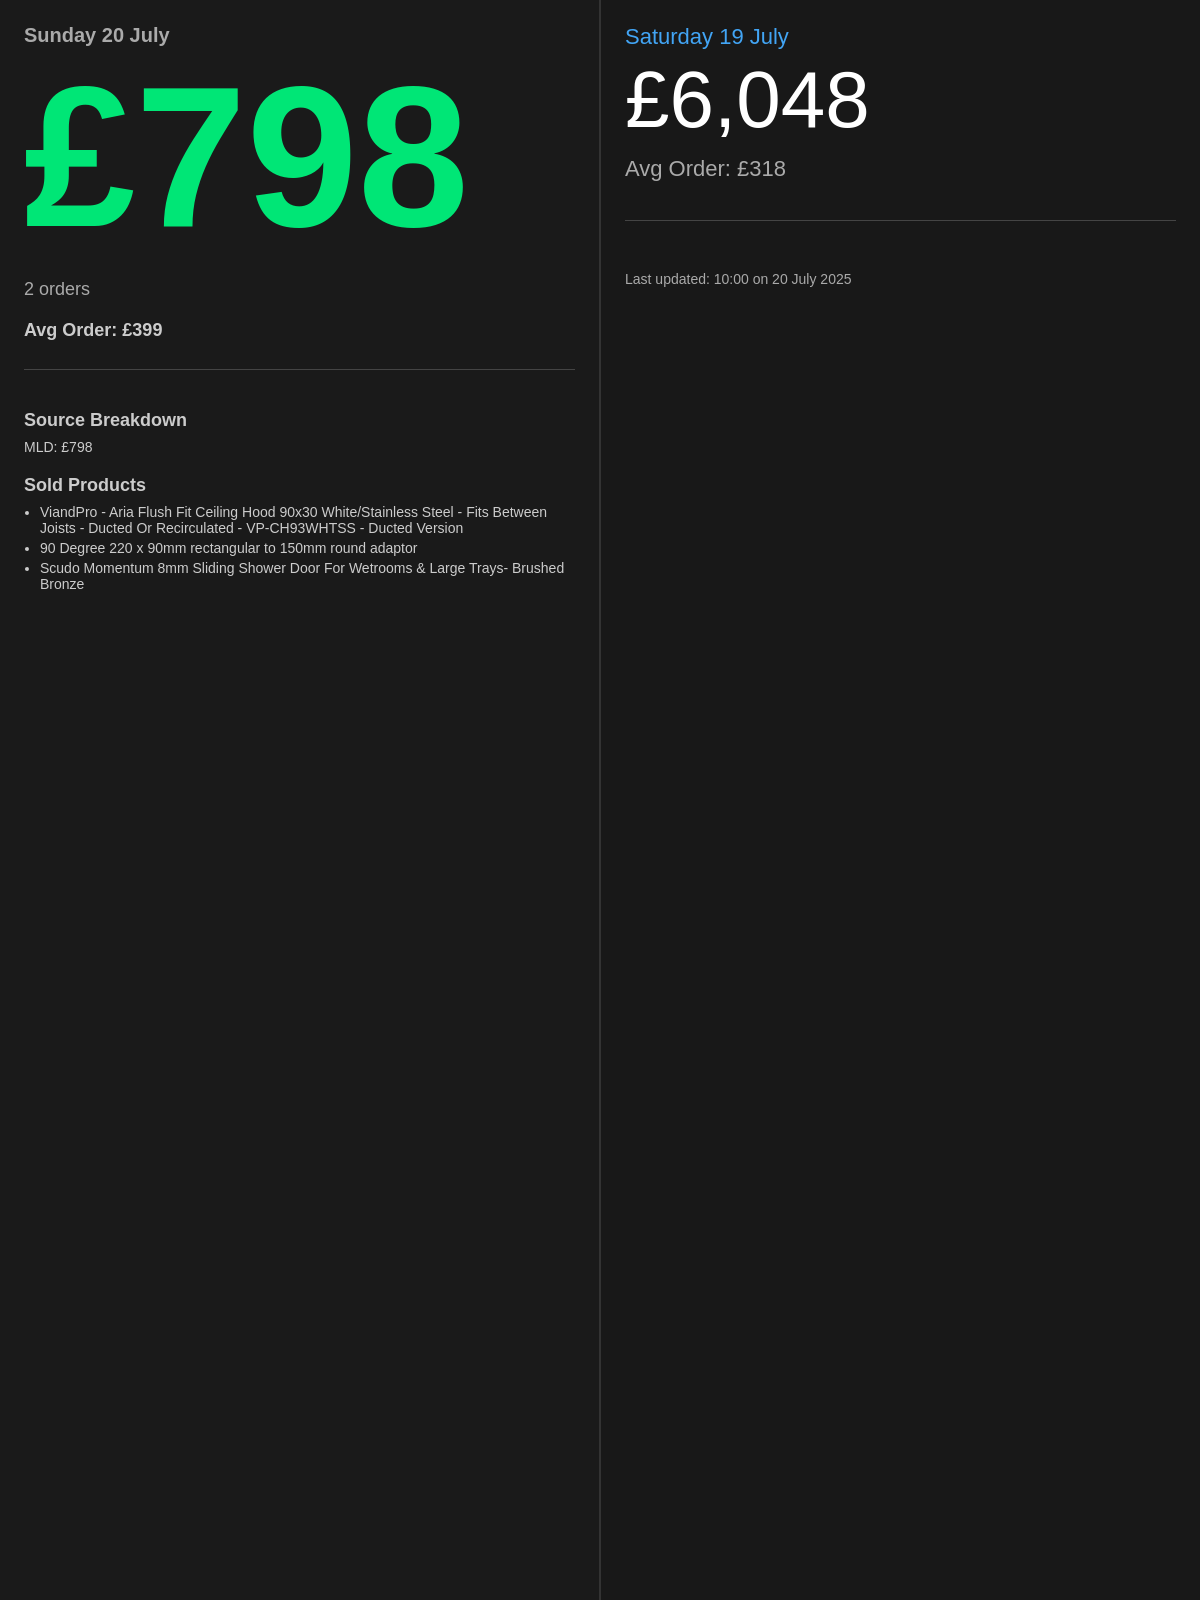 Sunday 20 July
£798
2 orders
Avg Order: £399
Source Breakdown
MLD: £798
Sold Products
• ViandPro - Aria Flush Fit Ceiling Hood 90x30 White/Stainless Steel - Fits Between
Joists - Ducted Or Recirculated - VP-CH93WHTSS - Ducted Version
• 90 Degree 220 x 90mm rectangular to 150mm round adaptor
• Scudo Momentum 8mm Sliding Shower Door For Wetrooms & Large Trays- Brushed
Bronze
Saturday 19 July
£6,048
Avg Order: £318
Last updated: 10:00 on 20 July 2025